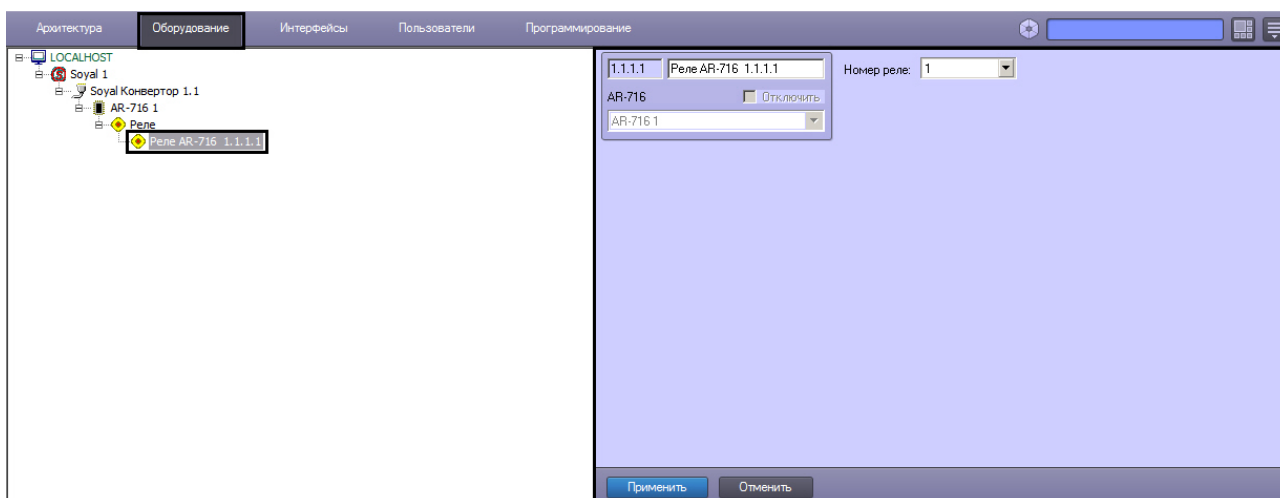 Архитектура Оборудование Интерфейсы Пользователи Программирование
LOCALHOST
Soyal 1
Soyal Конвертор 1.1
AR-716 1
Реле
Реле AR-716 1.1.1.1
1.1.1.1 Реле AR-716 1.1.1.1 Номер реле: 1
AR-716 Отключить
AR-716 1
Применить Отменить